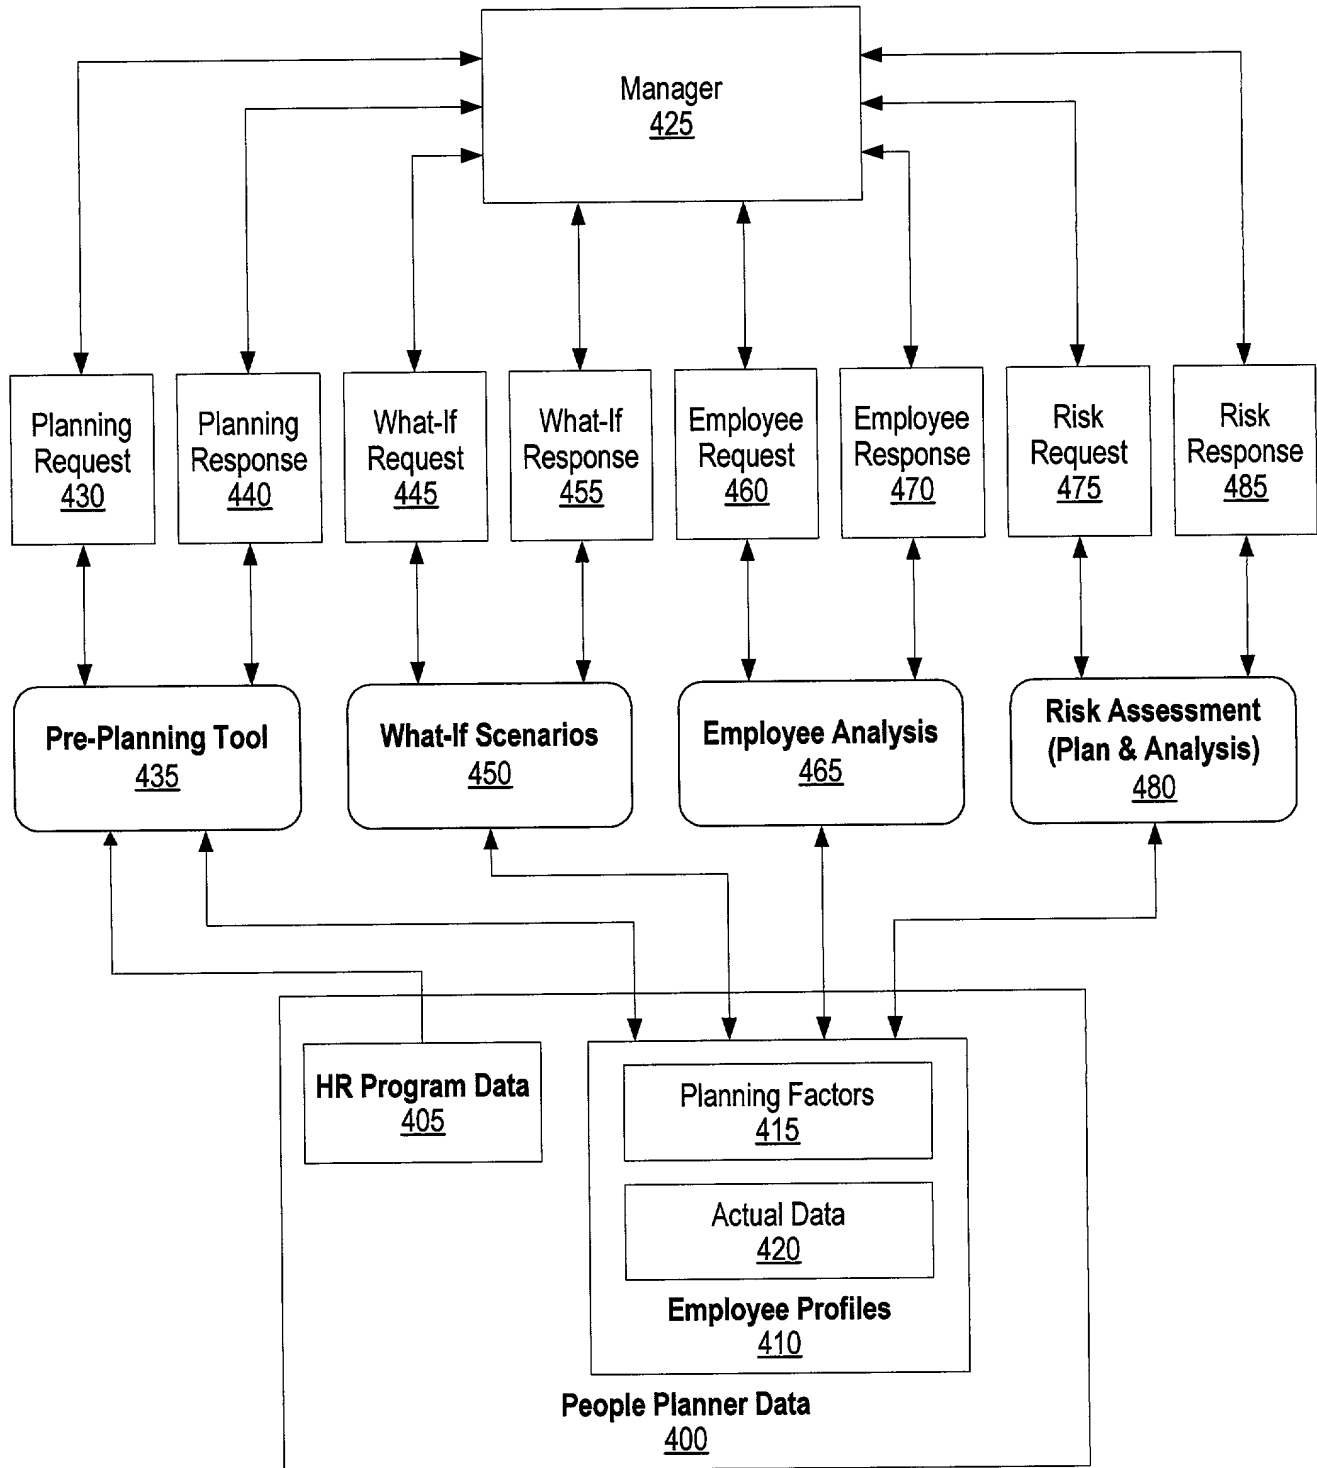 Manager
425
Planning
Request
430
Planning
Response
440
What-If
Request
445
What-If
Response
455
Employee
Request
460
Employee
Response
470
Risk
Request
475
Risk
Response
485
Pre-Planning Tool
435
What-If Scenarios
450
Employee Analysis
465
Risk Assessment
(Plan & Analysis)
480
HR Program Data
405
Planning Factors
415
Actual Data
420
Employee Profiles
410
People Planner Data
400